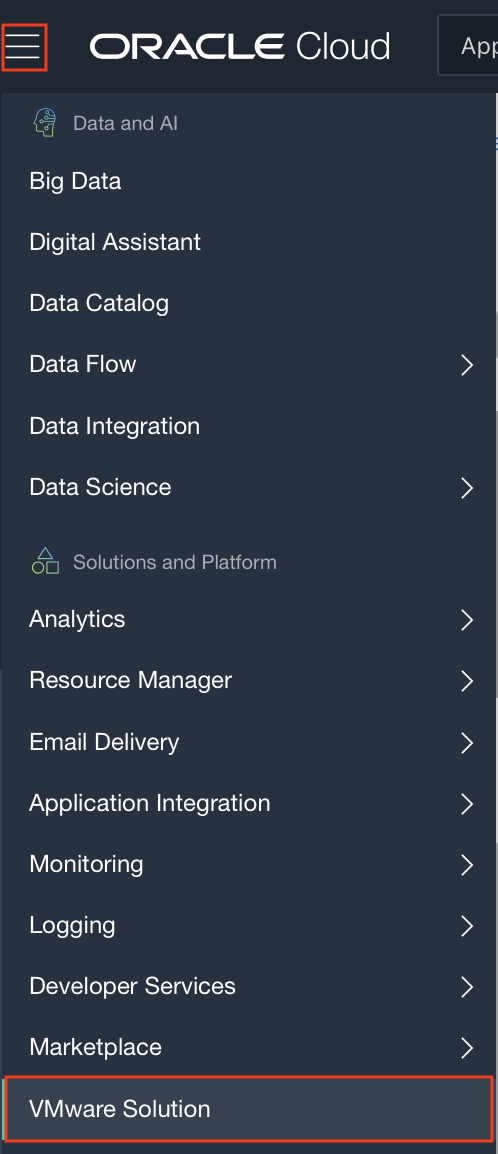 ORACLE Cloud
App
Data and AI
Big Data
Digital Assistant
Data Catalog
Data Flow
Data Integration
Data Science
Solutions and Platform
Analytics
Resource Manager
Email Delivery
Application Integration
Monitoring
Logging
Developer Services
Marketplace
VMware Solution